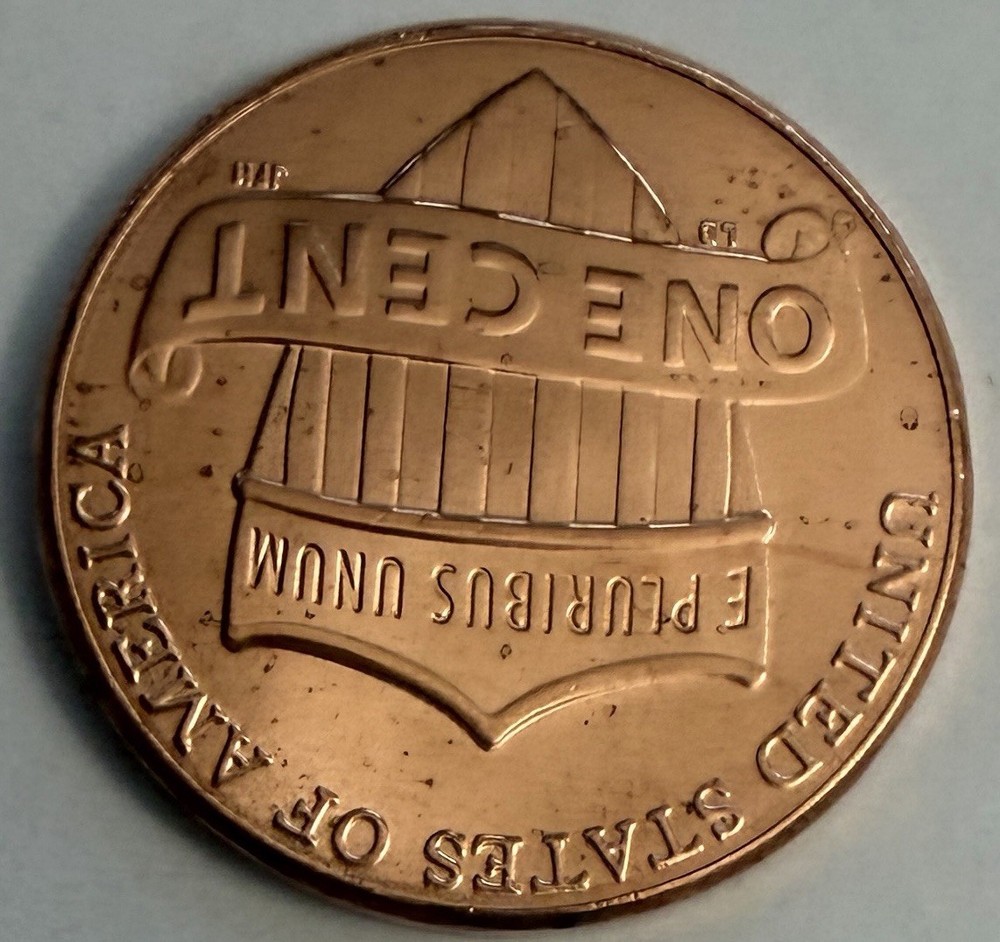 UNITED STATES OF AMERICA
E PLURIBUS UNUM
ONE CENT